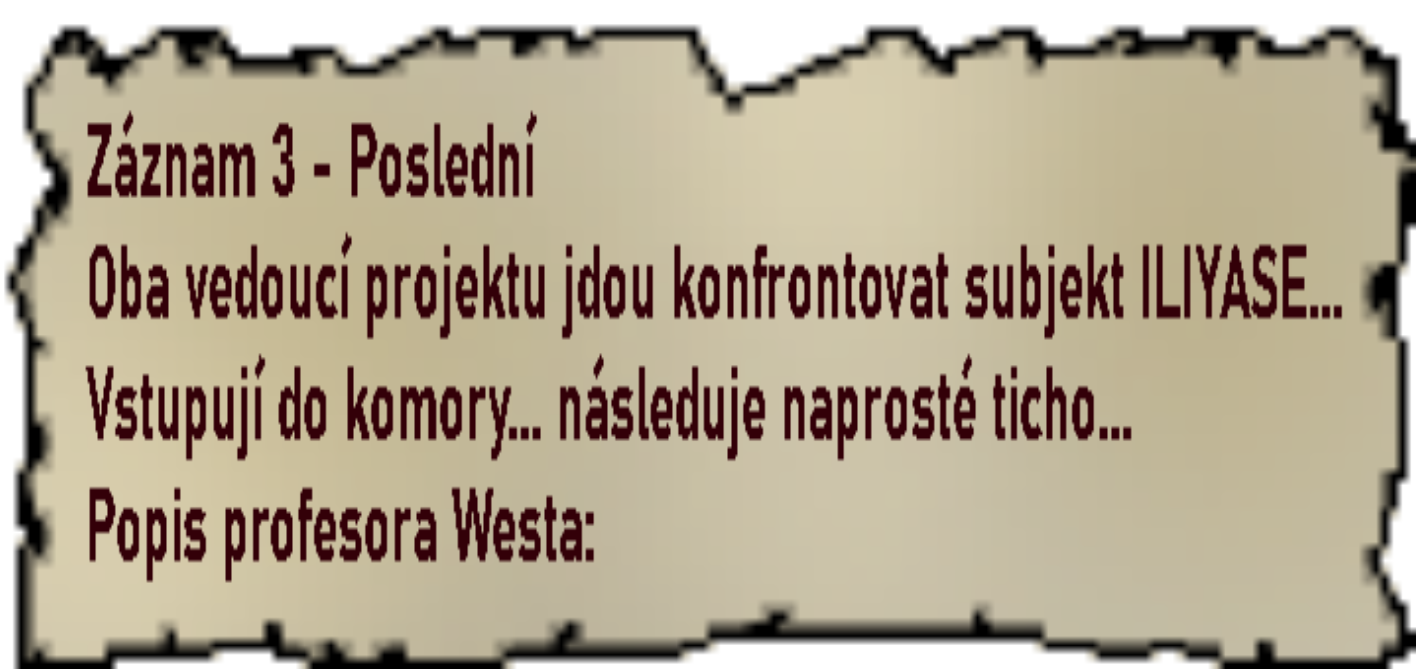 Záznam 3 - Poslední
Oba vedoucí projektu jdou konfrontovat subjekt ILIYASE...
Vstupují do komory... následuje naprosté ticho...
Popis profesora Westa: